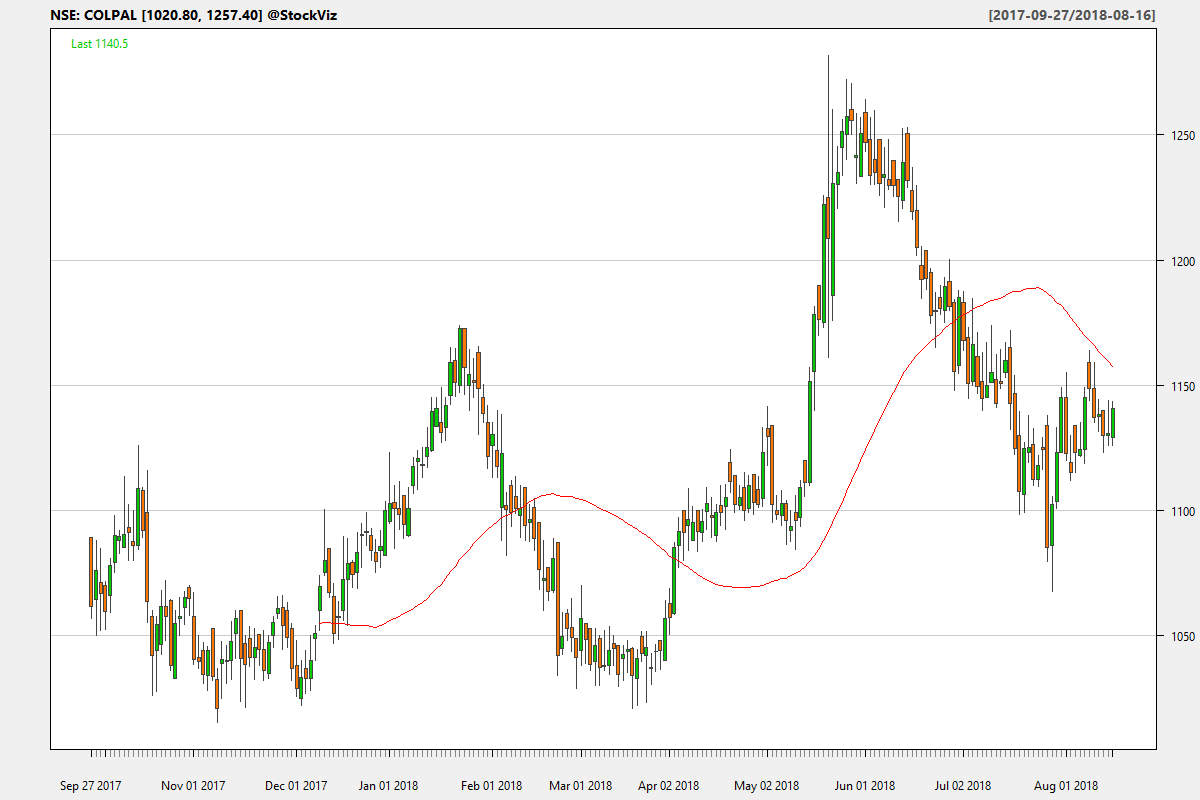 NSE: COLPAL [1020.80, 1257.40] @StockViz [2017-09-27/2018-08-16]
Last 1140.5
1250
1200
1150
1100
1050
Sep 27 2017 Nov 01 2017 Dec 01 2017 Jan 01 2018 Feb 01 2018 Mar 01 2018 Apr 02 2018 May 02 2018 Jun 01 2018 Jul 02 2018 Aug 01 2018